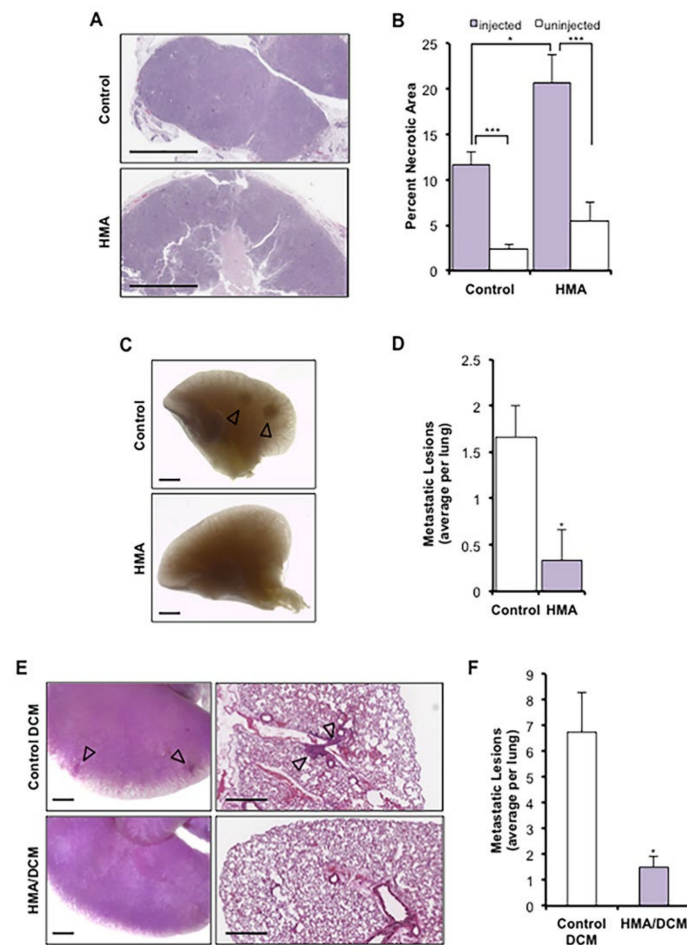 A
Control
HMA
B
injected uninjected
Percent Necrotic Area
25
20
15
10
5
0
*
***
***
Control HMA
C
Control
HMA
D
Metastatic Lesions
(average per lung)
2.5
2
1.5
1
0.5
0
*
Control HMA
E
Control DCM
HMA/DCM
F
Metastatic Lesions
(average per lung)
9
8
7
6
5
4
3
2
1
0
*
Control
DCM
HMA/DCM